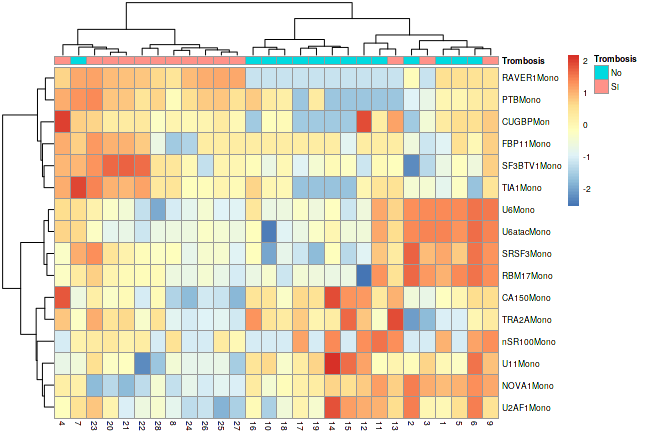 Trombosis
RAVER1Mono
PTBMono
CUGBPMon
FBP11Mono
SF3BTV1Mono
TIA1Mono
U6Mono
U6atacMono
SRSF3Mono
RBM17Mono
CA150Mono
TRA2AMono
nSR100Mono
U11Mono
NOVA1Mono
U2AF1Mono
4 7 23 20 21 22 28 8 24 26 25 27 16 10 18 17 19 14 15 12 11 13 2 3 1 5 6 9
2
1
0
-1
-2
Trombosis
No
SI